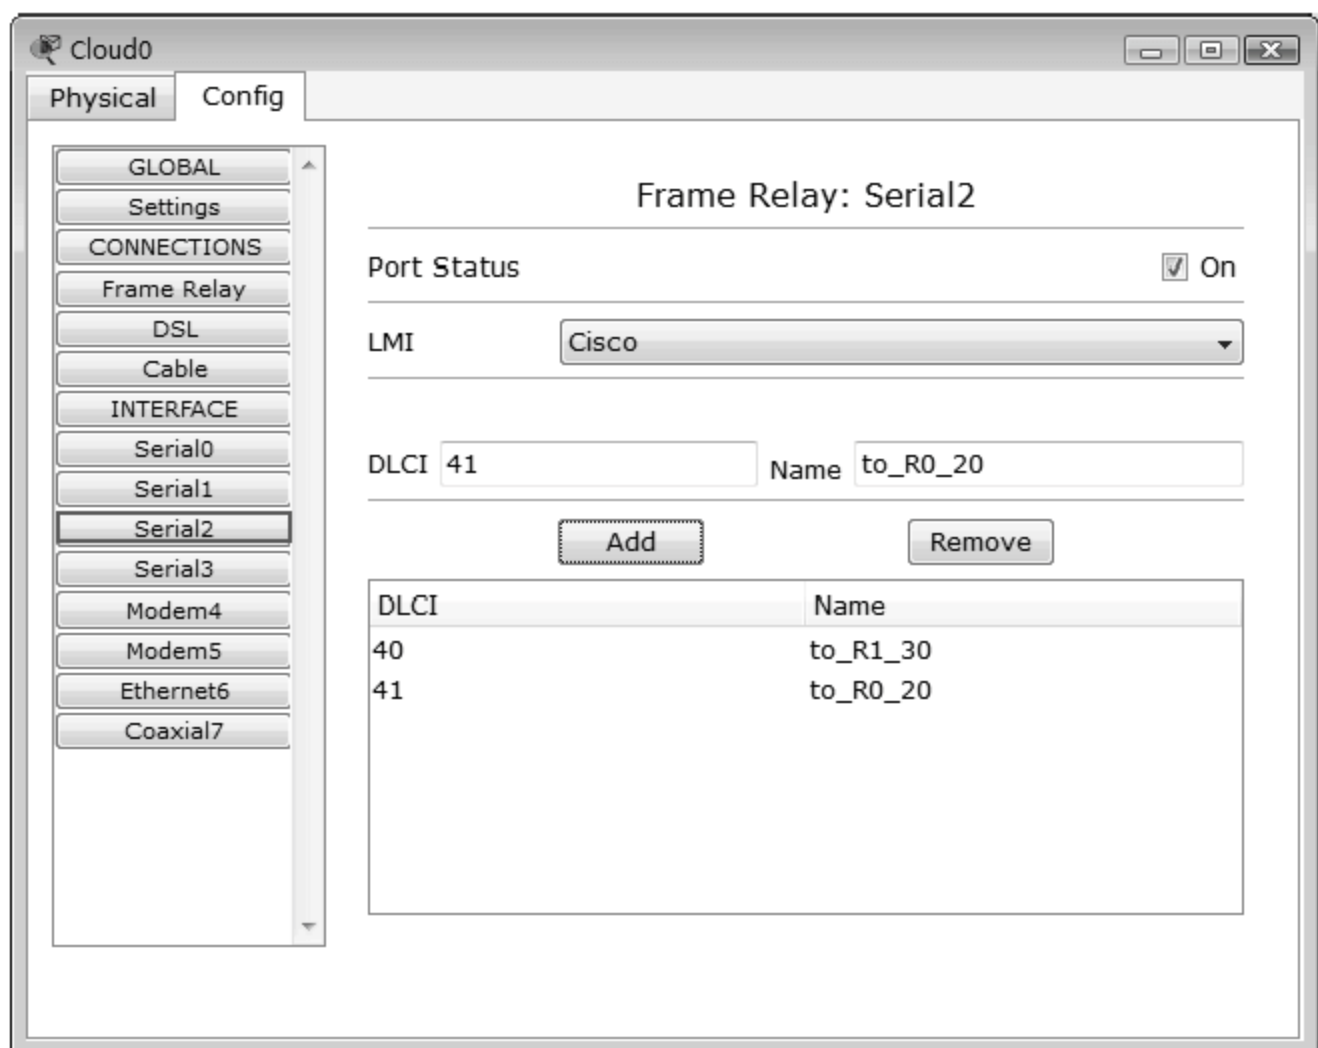 Cloud0
Physical Config
GLOBAL
Settings
CONNECTIONS
Frame Relay
DSL
Cable
INTERFACE
Serial0
Serial1
Serial2
Serial3
Modem4
Modem5
Ethernet6
Coaxial7
Frame Relay: Serial2
Port Status On
LMI Cisco
DLCI 41 Name to_R0_20
Add Remove
DLCI Name
40 to_R1_30
41 to_R0_20